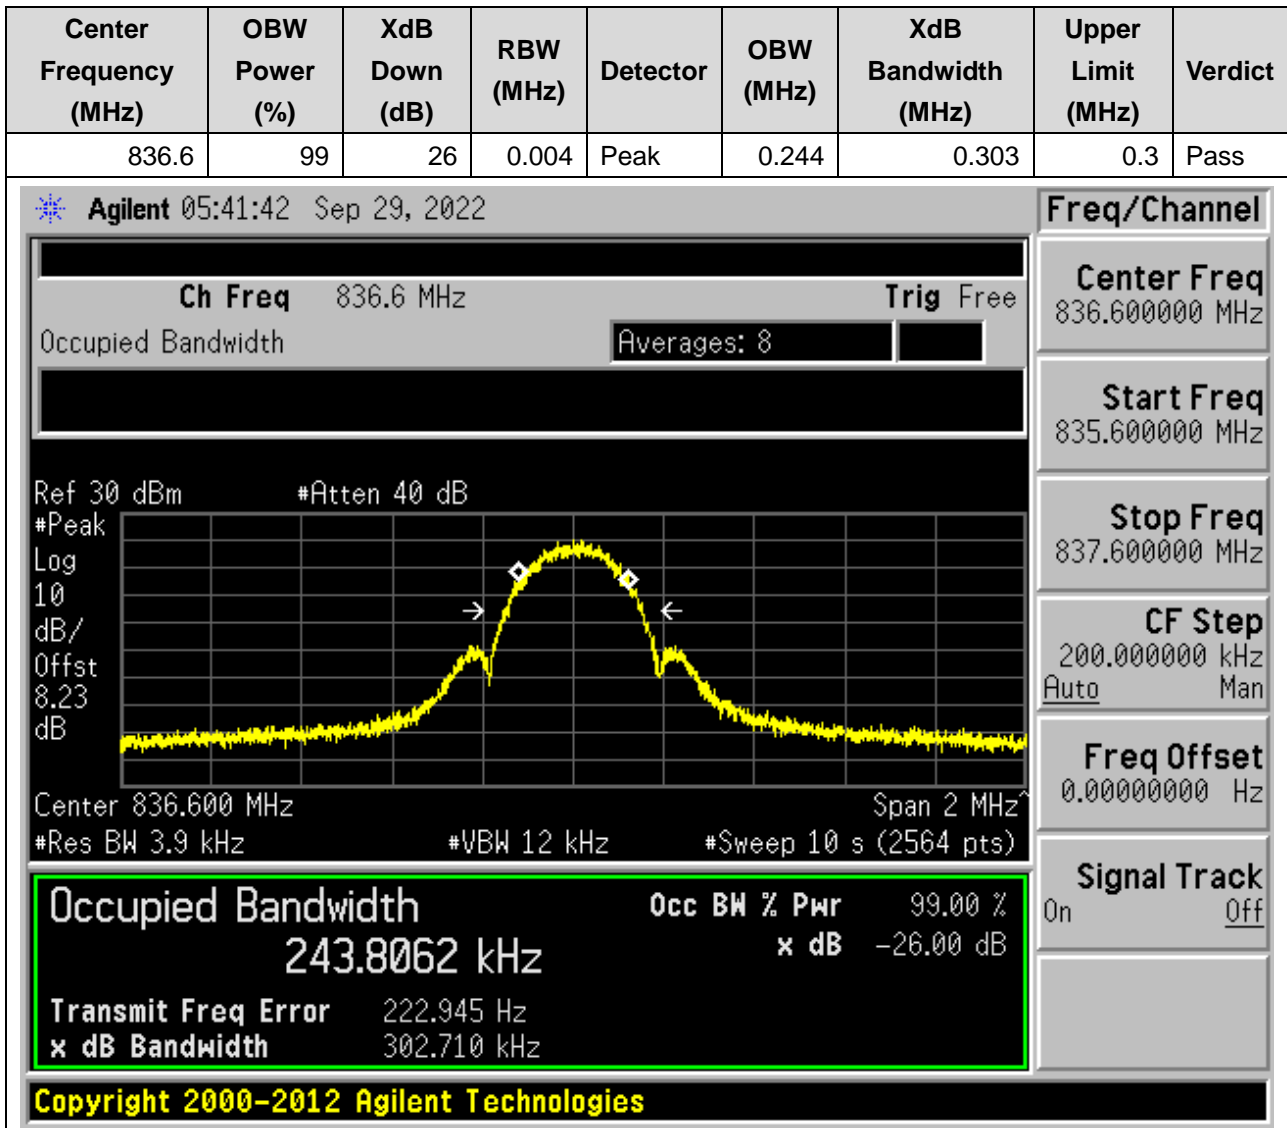 Center Frequency (MHz) OBW Power (%) XdB Down (dB) RBW (MHz) Detector OBW (MHz) XdB Bandwidth (MHz) Upper Limit (MHz) Verdict
836.6 99 26 0.004 Peak 0.244 0.303 0.3 Pass
Agilent 05:41:42 Sep 29, 2022
Ch Freq 836.6 MHz Trig Free
Occupied Bandwidth Averages: 8
Ref 30 dBm #Atten 40 dB
#Peak
Log
10
dB/
Offst
8.23
dB
Center 836.600 MHz Span 2 MHz^
#Res BW 3.9 kHz #VBW 12 kHz #Sweep 10 s (2564 pts)
Occupied Bandwidth Occ BW % Pwr 99.00 %
243.8062 kHz x dB -26.00 dB
Transmit Freq Error 222.945 Hz
x dB Bandwidth 302.710 kHz
Freq/Channel
Center Freq
836.600000 MHz
Start Freq
835.600000 MHz
Stop Freq
837.600000 MHz
CF Step
200.000000 kHz
Auto Man
Freq Offset
0.00000000 Hz
Signal Track
On Off
Copyright 2000-2012 Agilent Technologies